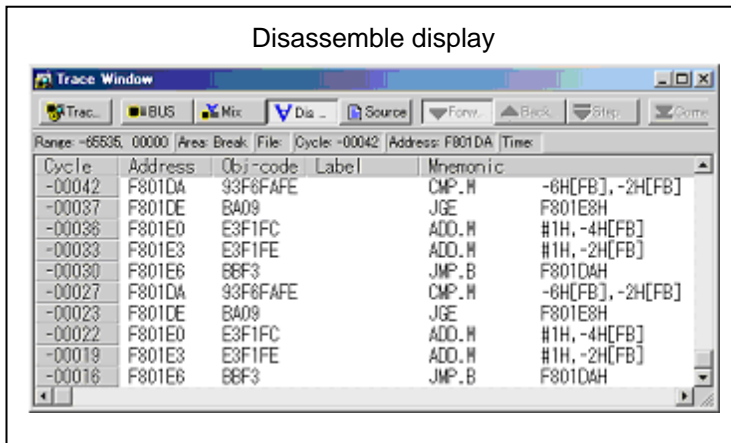 Disassemble display
Trace Window
Trac... BUS Mix Dis ... Source Forw.. Back. Step Come
Range: -65535, 00000 Area: Break File: Cycle: -00042 Address: F801DA Time:
Cycle Address Obj-code Label Mnemonic
-00042 F801DA 93F6FAFE CMP.W -6H[FB],-2H[FB]
-00037 F801DE BA09 JGE F801E8H
-00036 F801E0 E3F1FC ADD.W #1H,-4H[FB]
-00033 F801E3 E3F1FE ADD.W #1H,-2H[FB]
-00030 F801E6 BBF3 JMP.B F801DAH
-00027 F801DA 93F6FAFE CMP.W -6H[FB],-2H[FB]
-00023 F801DE BA09 JGE F801E8H
-00022 F801E0 E3F1FC ADD.W #1H,-4H[FB]
-00019 F801E3 E3F1FE ADD.W #1H,-2H[FB]
-00016 F801E6 BBF3 JMP.B F801DAH